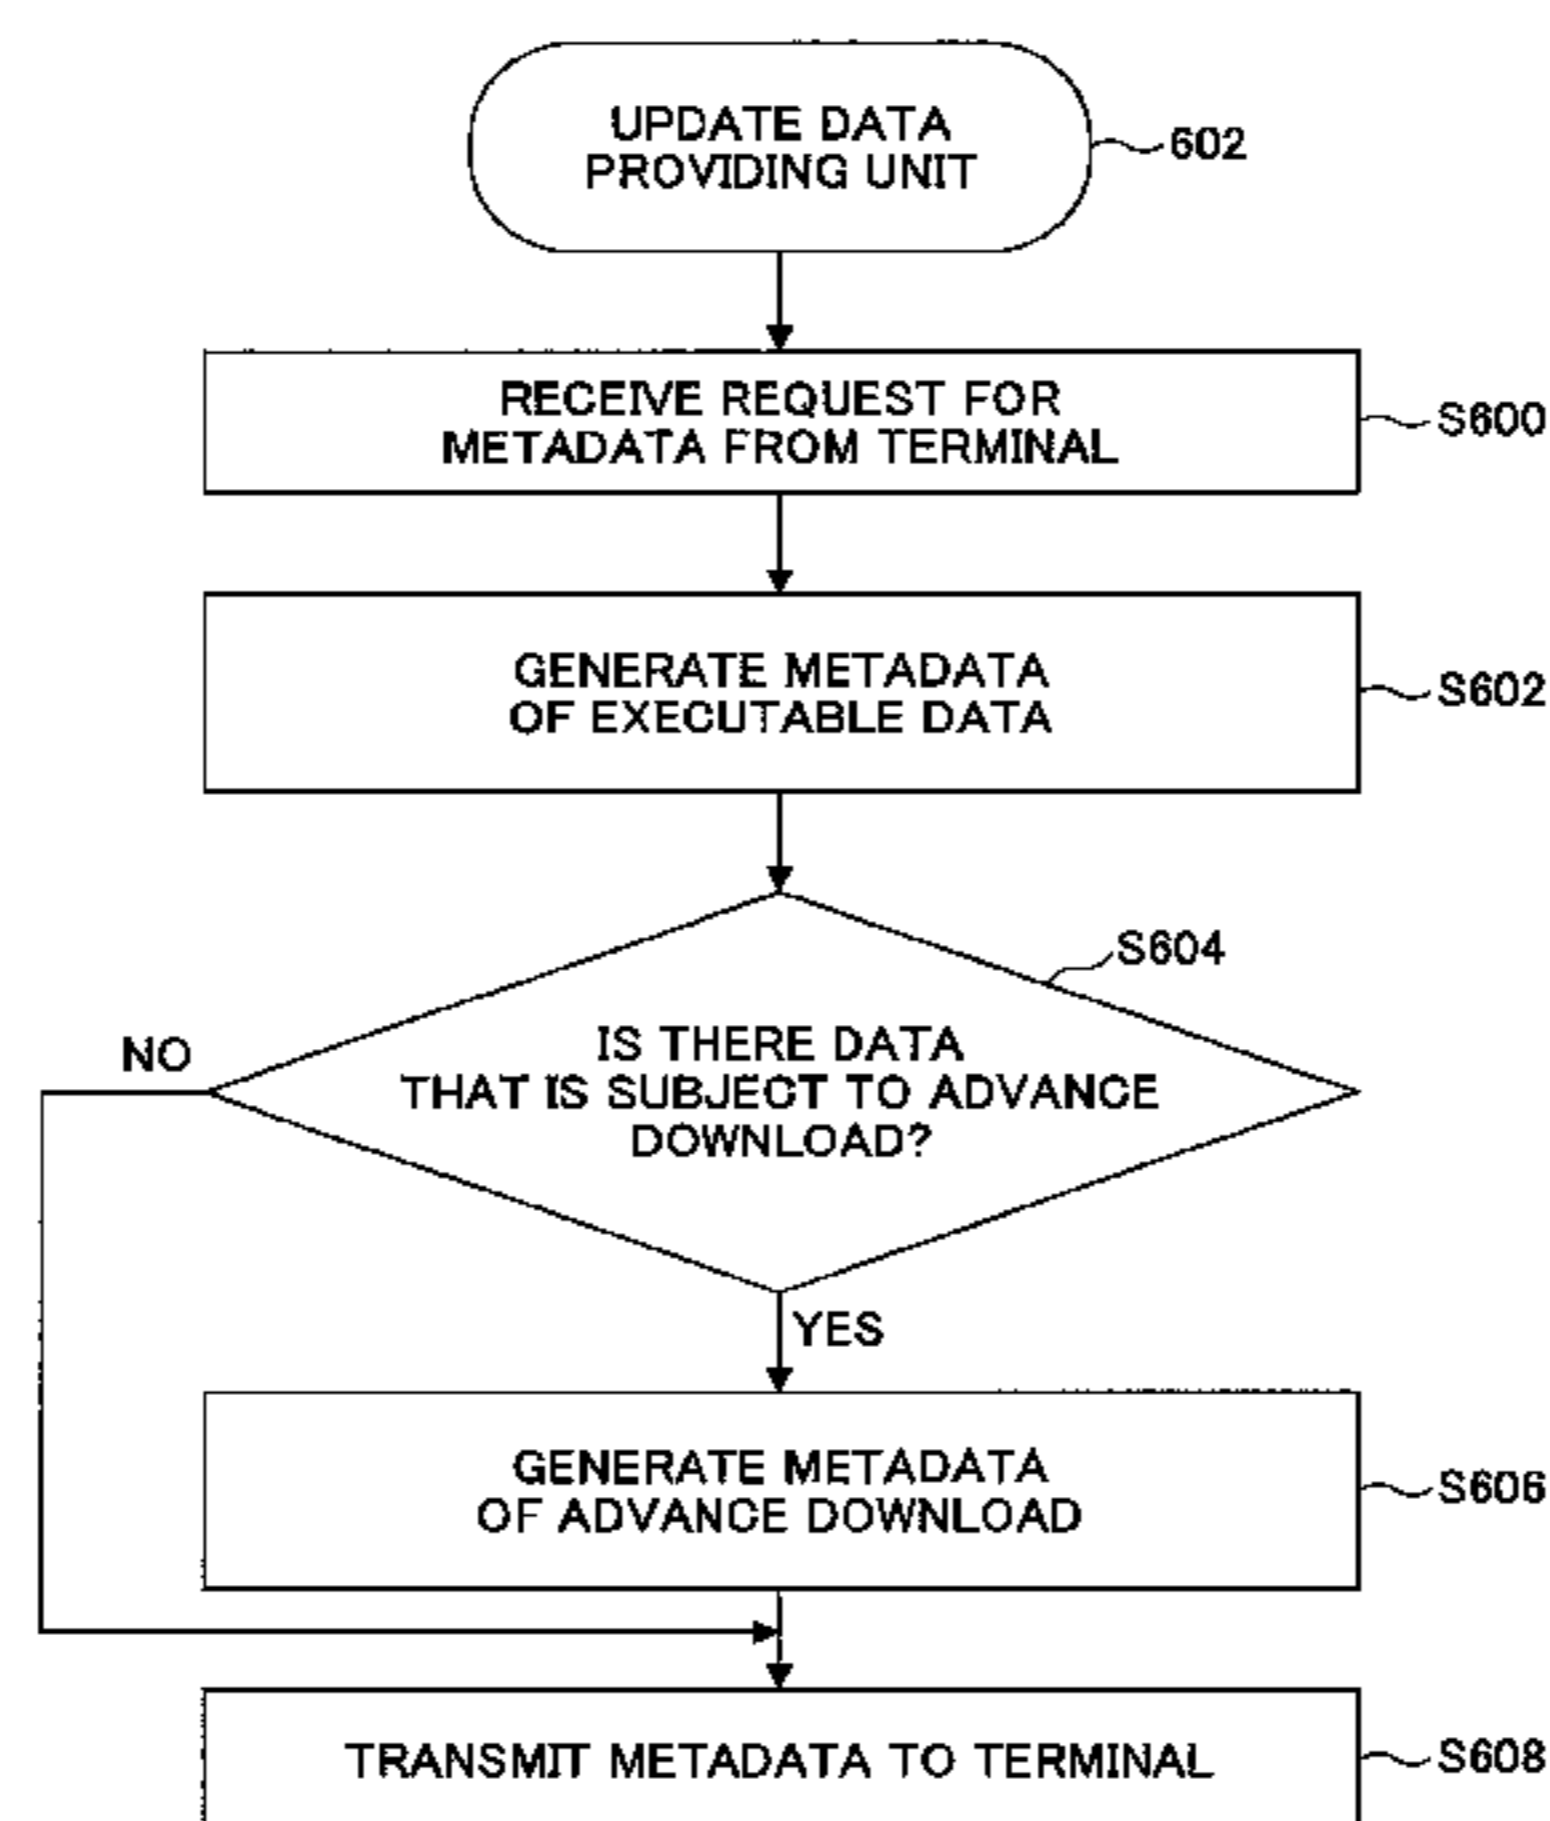 UPDATE DATA
PROVIDING UNIT
602
RECEIVE REQUEST FOR
METADATA FROM TERMINAL
S600
GENERATE METADATA
OF EXECUTABLE DATA
S602
S604
NO
IS THERE DATA
THAT IS SUBJECT TO ADVANCE
DOWNLOAD?
YES
GENERATE METADATA
OF ADVANCE DOWNLOAD
S606
TRANSMIT METADATA TO TERMINAL
S608